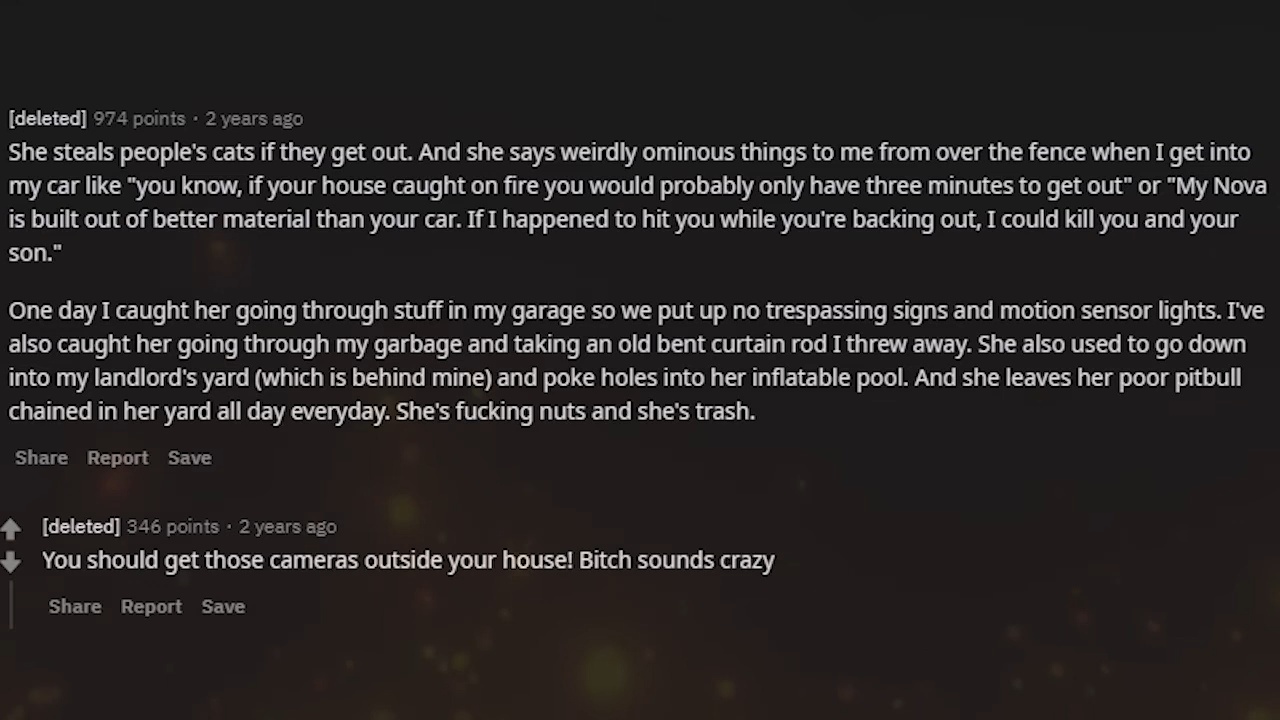 [deleted] 974 points · 2 years ago
She steals people's cats if they get out. And she says weirdly ominous things to me from over the fence when I get into
my car like "you know, if your house caught on fire you would probably only have three minutes to get out" or "My Nova
is built out of better material than your car. If I happened to hit you while you're backing out, I could kill you and your
son."
One day I caught her going through stuff in my garage so we put up no trespassing signs and motion sensor lights. I've
also caught her going through my garbage and taking an old bent curtain rod I threw away. She also used to go down
into my landlord's yard (which is behind mine) and poke holes into her inflatable pool. And she leaves her poor pitbull
chained in her yard all day everyday. She's fucking nuts and she's trash.
Share Report Save
[deleted] 346 points · 2 years ago
You should get those cameras outside your house! Bitch sounds crazy
Share Report Save